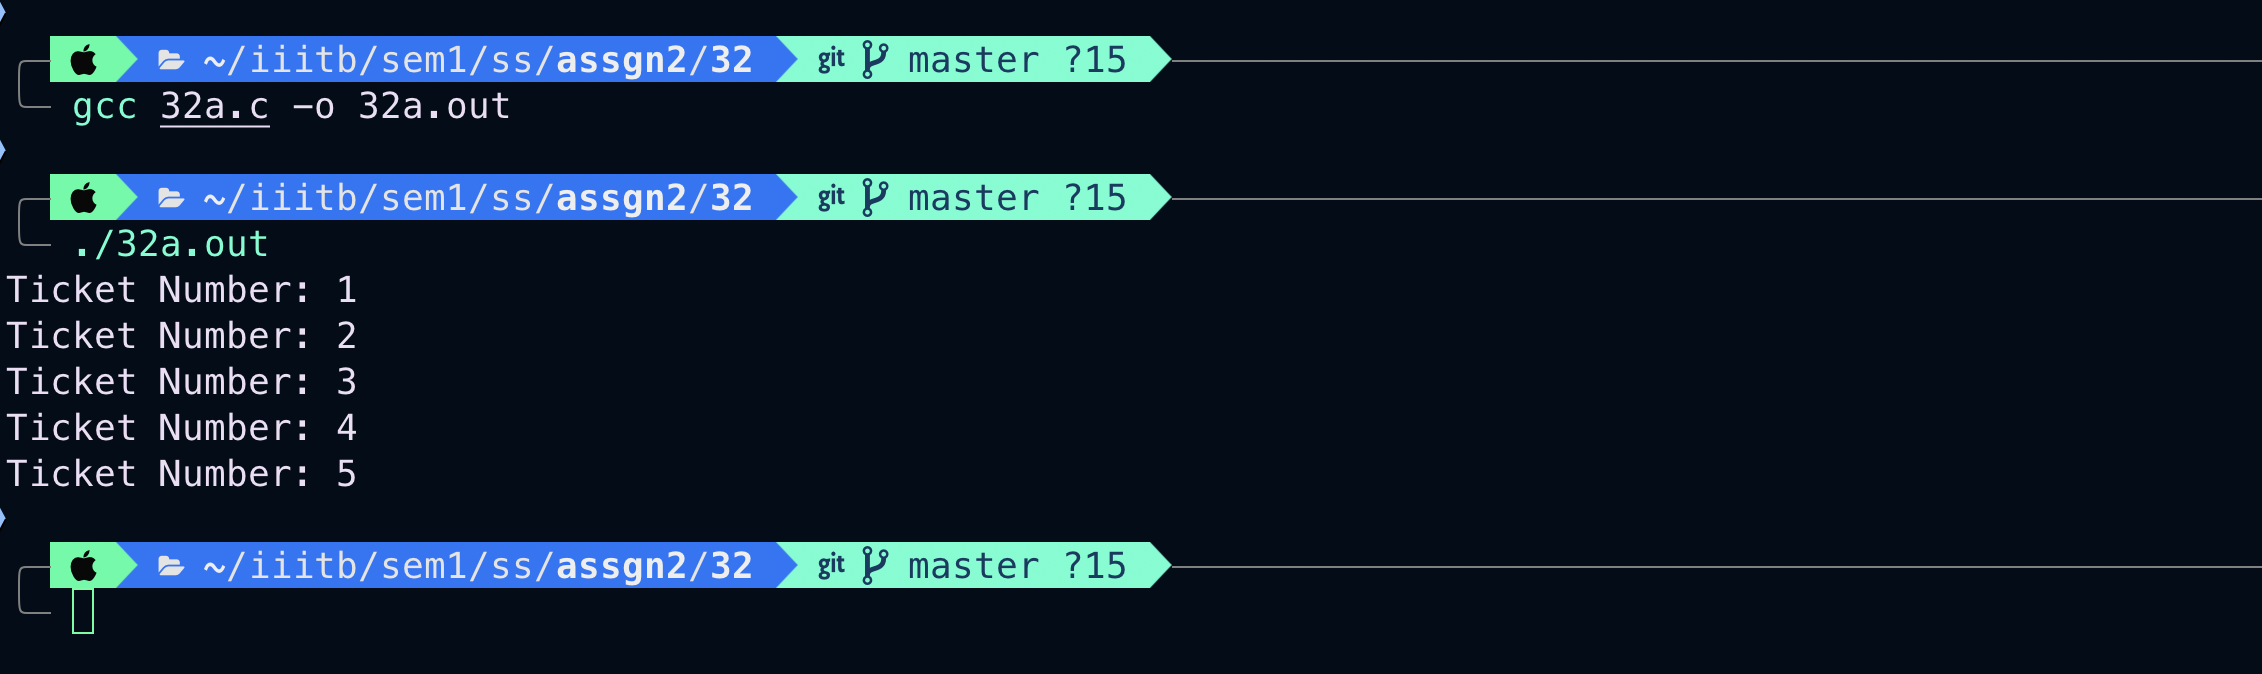 ~/iiitb/sem1/ss/assgn2/32 git master ?15
gcc 32a.c -o 32a.out
~/iiitb/sem1/ss/assgn2/32 git master ?15
./32a.out
Ticket Number: 1
Ticket Number: 2
Ticket Number: 3
Ticket Number: 4
Ticket Number: 5
~/iiitb/sem1/ss/assgn2/32 git master ?15